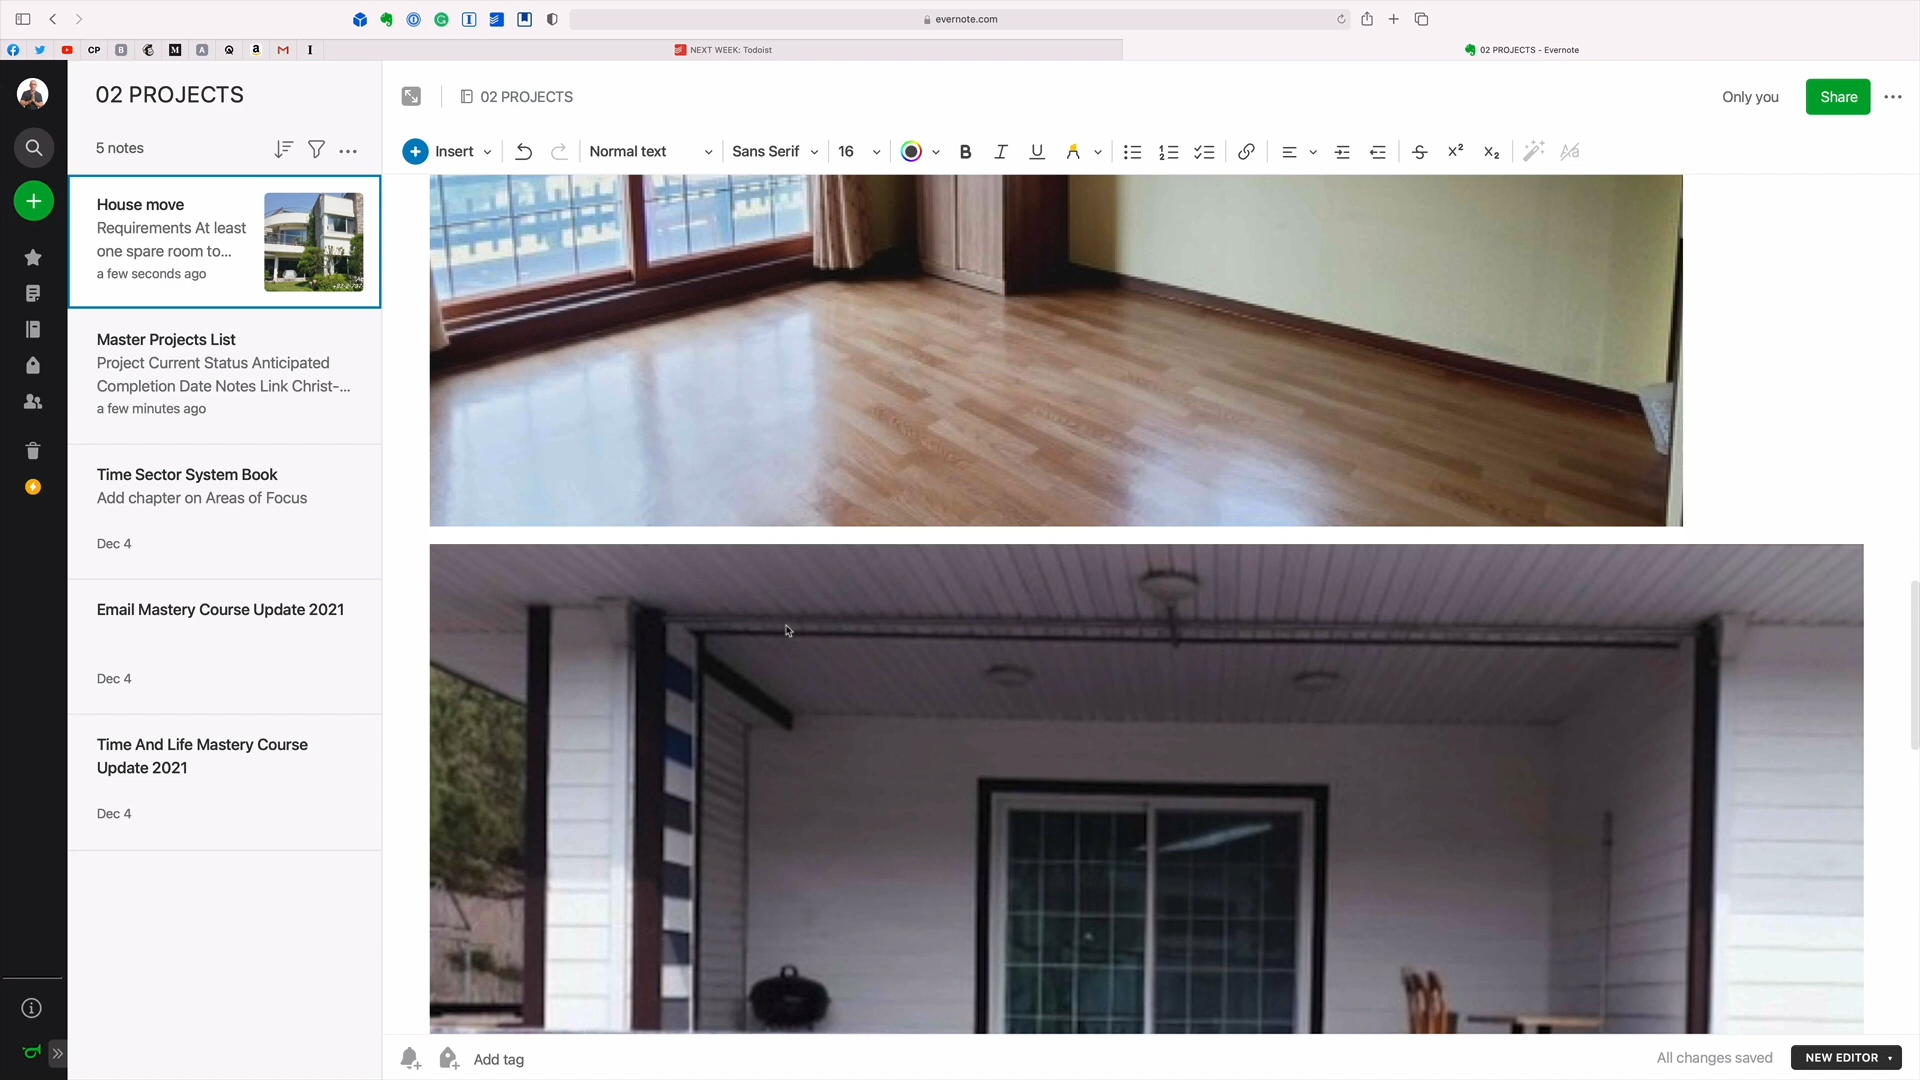 evernote.com
CP
B
M
A
a
NEXT WEEK: Todoist
02 PROJECTS - Evernote
02 PROJECTS
5 notes
House move
Requirements At least
one spare room to...
a few seconds ago
Master Projects List
Project Current Status Anticipated
Completion Date Notes Link Christ-...
a few minutes ago
Time Sector System Book
Add chapter on Areas of Focus
Dec 4
Email Mastery Course Update 2021
Dec 4
Time And Life Mastery Course
Update 2021
Dec 4
02 PROJECTS
Only you
Share
Insert
Normal text
Sans Serif
16
B
I
U
Add tag
All changes saved
NEW EDITOR